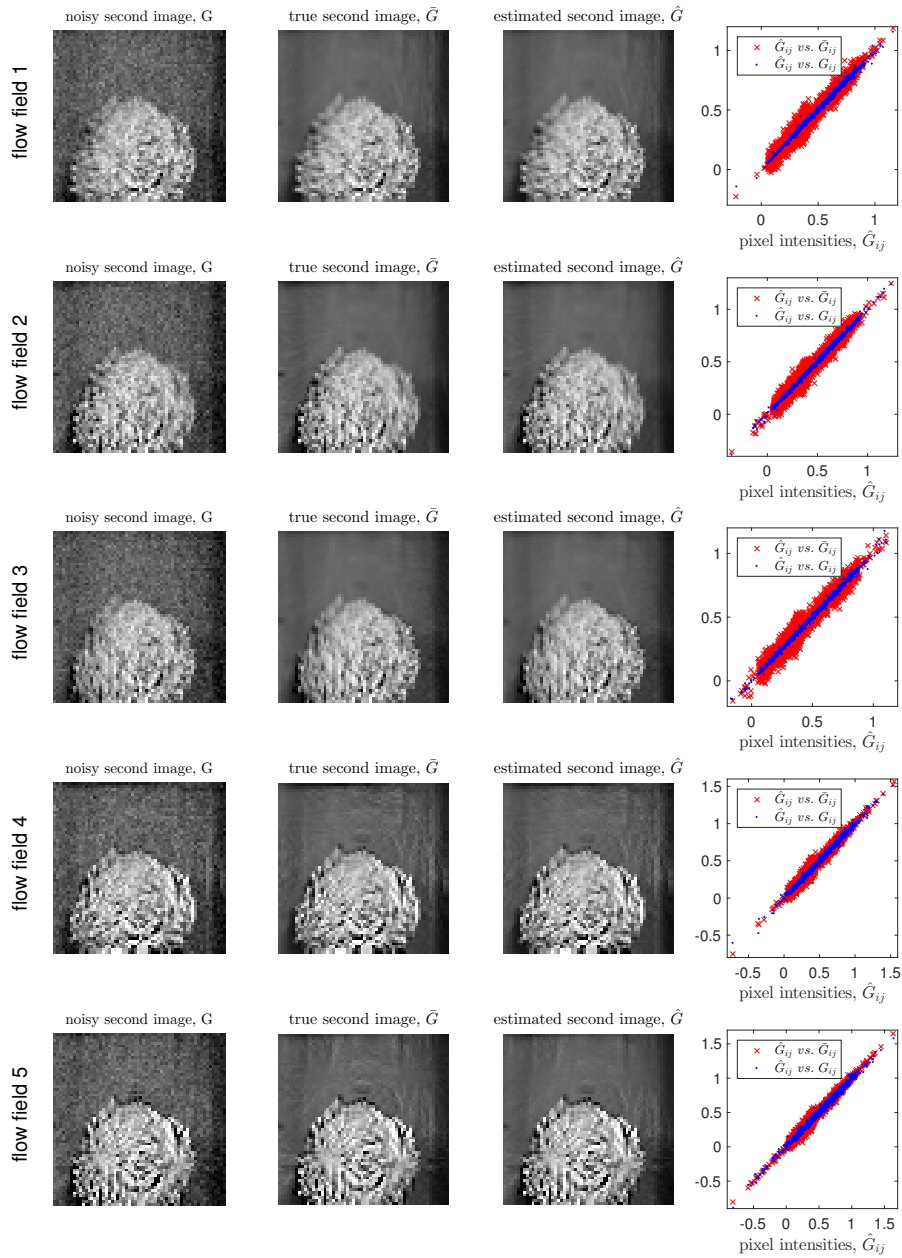 noisy second image, G
true second image, Ḡ
estimated second image, Ĝ
flow field 1
Ĝij vs. Ḡij
Ĝij vs. Gij
1
0.5
0
0 0.5 1
pixel intensities, Ĝij
noisy second image, G
true second image, Ḡ
estimated second image, Ĝ
flow field 2
Ĝij vs. Ḡij
Ĝij vs. Gij
1
0.5
0
0 0.5 1
pixel intensities, Ĝij
noisy second image, G
true second image, Ḡ
estimated second image, Ĝ
flow field 3
Ĝij vs. Ḡij
Ĝij vs. Gij
1
0.5
0
0 0.5 1
pixel intensities, Ĝij
noisy second image, G
true second image, Ḡ
estimated second image, Ĝ
flow field 4
Ĝij vs. Ḡij
Ĝij vs. Gij
1.5
1
0.5
0
-0.5
-0.5 0 0.5 1 1.5
pixel intensities, Ĝij
noisy second image, G
true second image, Ḡ
estimated second image, Ĝ
flow field 5
Ĝij vs. Ḡij
Ĝij vs. Gij
1.5
1
0.5
0
-0.5
-0.5 0 0.5 1 1.5
pixel intensities, Ĝij